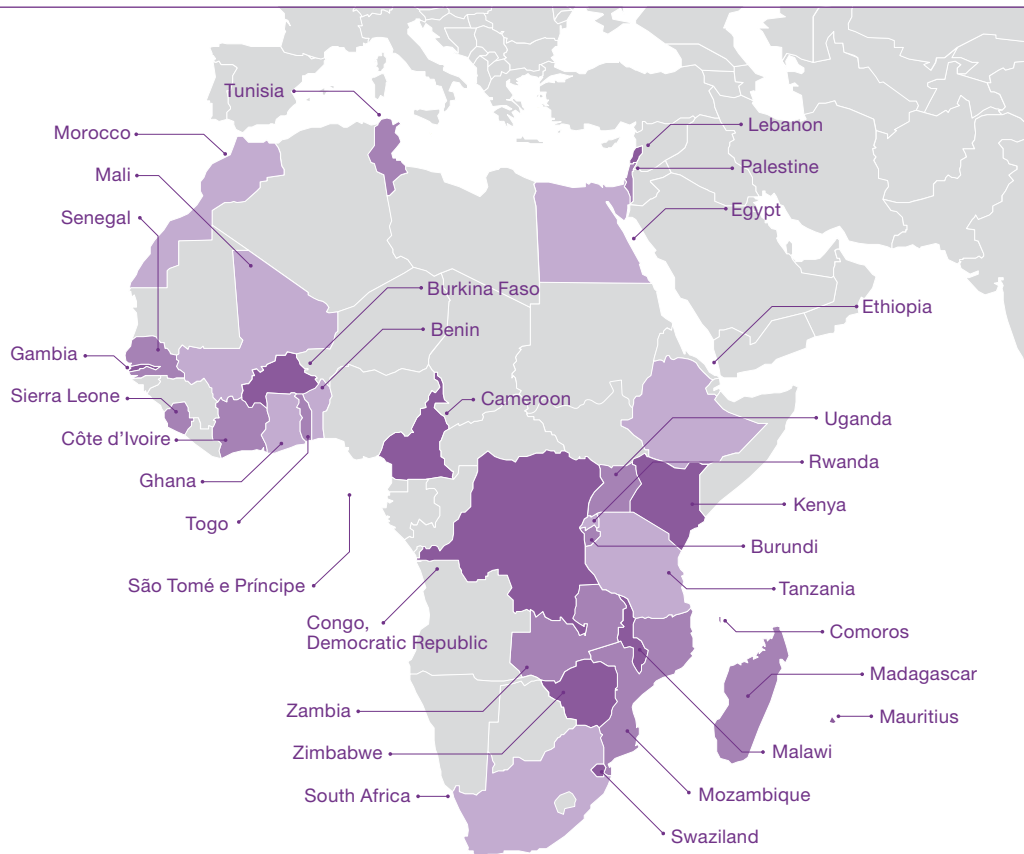 Tunisia
Morocco
Lebanon
Mali
Palestine
Senegal
Egypt
Burkina Faso
Ethiopia
Benin
Gambia
Sierra Leone
Cameroon
Uganda
Côte d’Ivoire
Rwanda
Ghana
Kenya
Togo
Burundi
São Tomé e Príncipe
Tanzania
Congo,
Democratic Republic
Comoros
Madagascar
Zambia
Mauritius
Zimbabwe
Malawi
South Africa
Mozambique
Swaziland